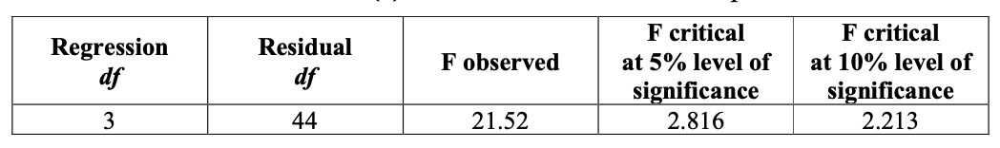 Regression df
Residual df
F observed
F critical at 5% level of significance
F critical at 10% level of significance
3
44
21.52
2.816
2.213